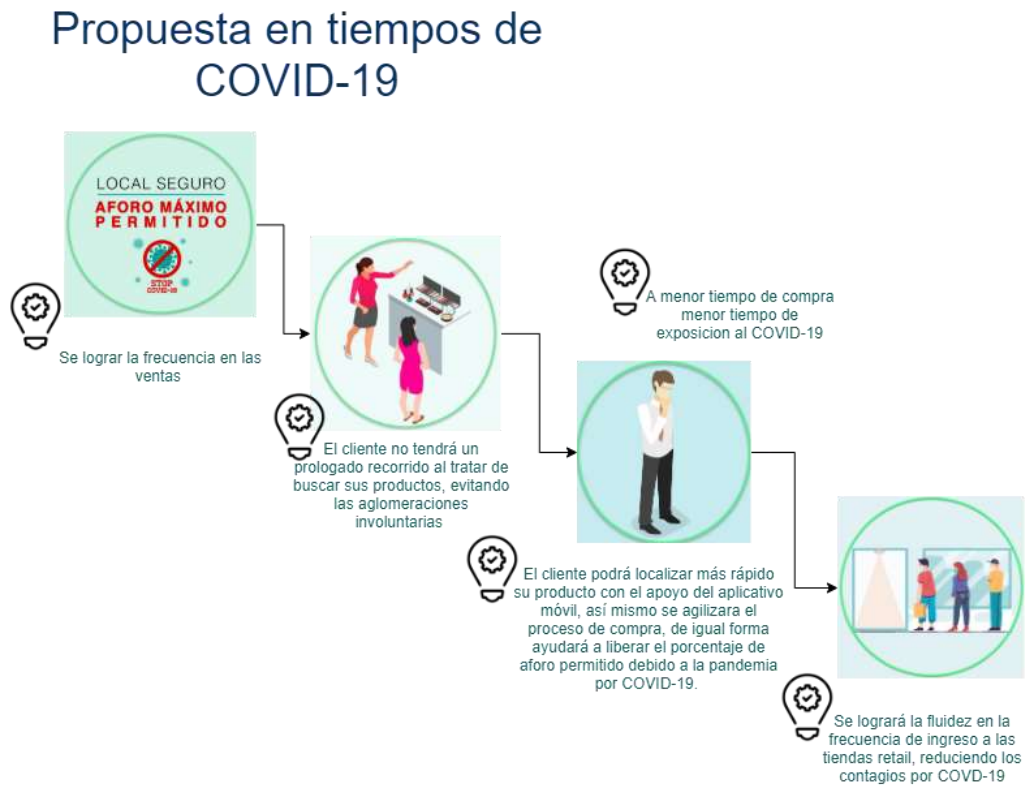 Propuesta en tiempos de
COVID-19
LOCAL SEGURO
AFORO MÁXIMO
PERMITIDO
STOP
COVID-19
Se lograr la frecuencia en las
ventas
El cliente no tendrá un
prologado recorrido al tratar de
buscar sus productos, evitando
las aglomeraciones
involuntarias
A menor tiempo de compra
menor tiempo de
exposicion al COVID-19
El cliente podrá localizar más rápido
su producto con el apoyo del aplicativo
móvil, así mismo se agilizara el
proceso de compra, de igual forma
ayudará a liberar el porcentaje de
aforo permitido debido a la pandemia
por COVID-19.
Se logrará la fluidez en la
frecuencia de ingreso a las
tiendas retail, reduciendo los
contagios por COVD-19